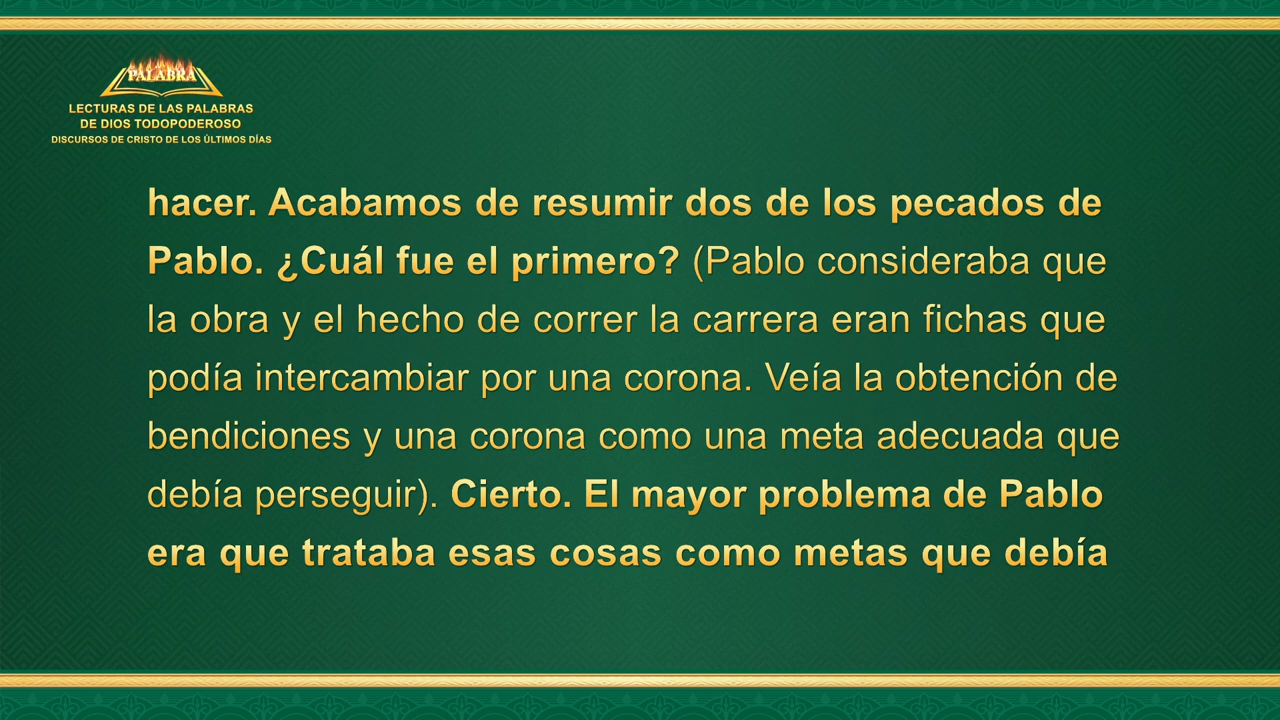 PALABRA
LECTURAS DE LAS PALABRAS
DE DIOS TODOPODEROSO
DISCURSOS DE CRISTO DE LOS ÚLTIMOS DÍAS
hacer. Acabamos de resumir dos de los pecados de
Pablo. ¿Cuál fue el primero? (Pablo consideraba que
la obra y el hecho de correr la carrera eran fichas que
podía intercambiar por una corona. Veía la obtención de
bendiciones y una corona como una meta adecuada que
debía perseguir). Cierto. El mayor problema de Pablo
era que trataba esas cosas como metas que debía